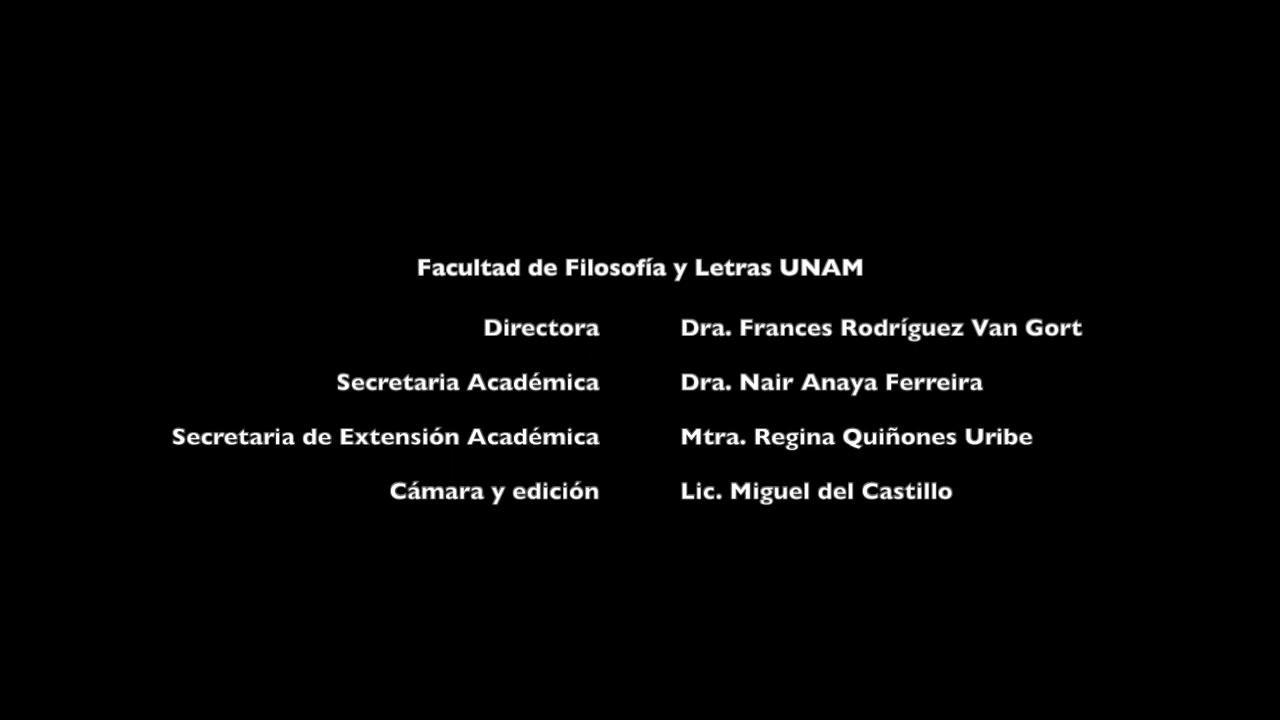 Facultad de Filosofía y Letras UNAM
Directora Dra. Frances Rodríguez Van Gort
Secretaria Académica Dra. Nair Anaya Ferreira
Secretaria de Extensión Académica Mtra. Regina Quiñones Uribe
Cámara y edición Lic. Miguel del Castillo